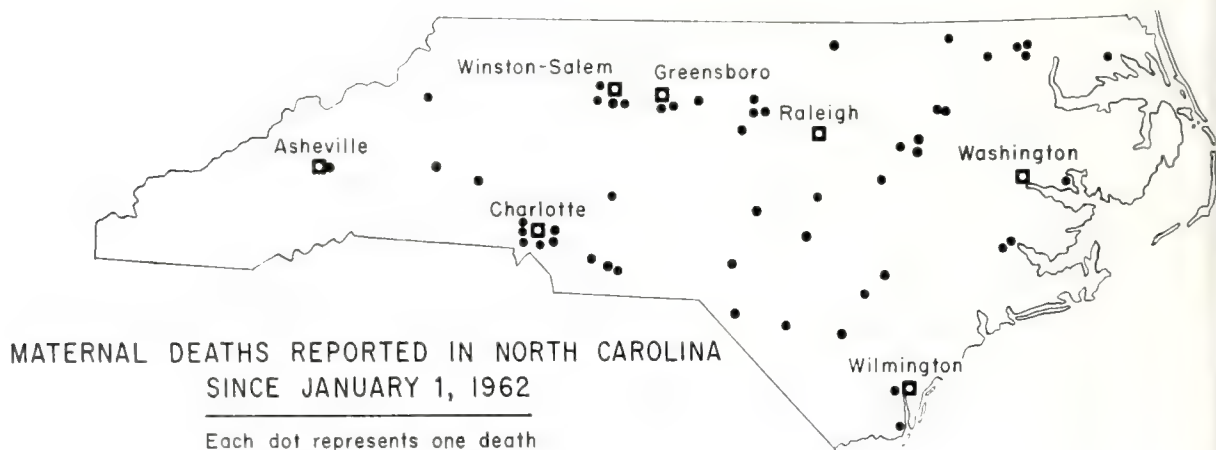 Winston-Salem
Greensboro
Raleigh
Asheville
Washington
Charlotte
MATERNAL DEATHS REPORTED IN NORTH CAROLINA
SINCE JANUARY 1, 1962
Wilmington
Each dot represents one death